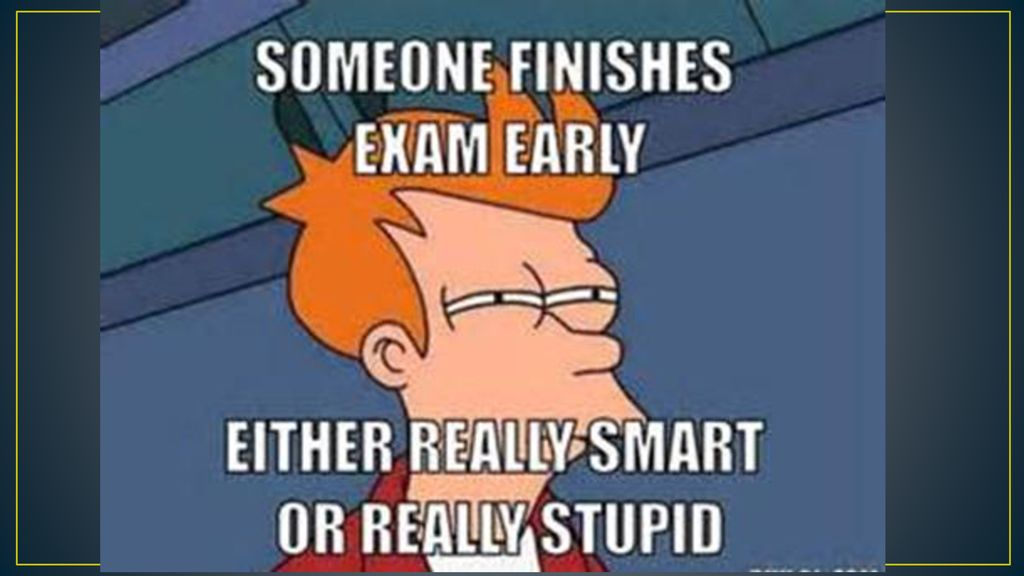 SOMEONE FINISHES
EXAM EARLY
EITHER REALLY SMART
OR REALLY STUPID